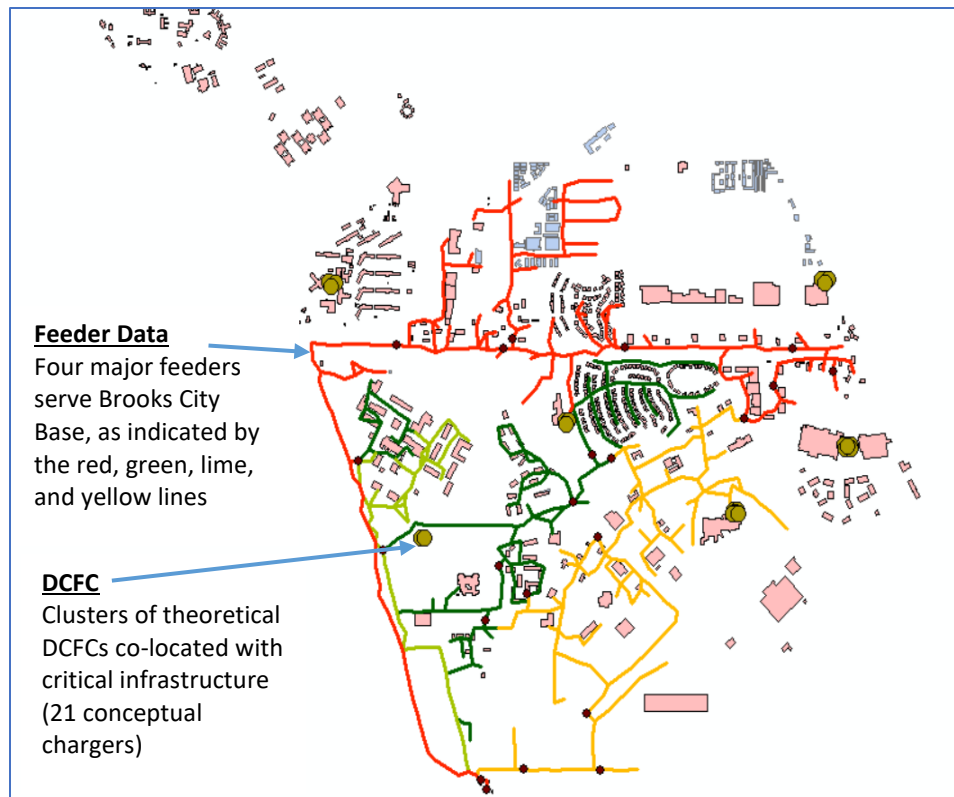 Feeder Data
Four major feeders
serve Brooks City
Base, as indicated by
the red, green, lime,
and yellow lines
DCFC
Clusters of theoretical
DCFCs co-located with
critical infrastructure
(21 conceptual
chargers)